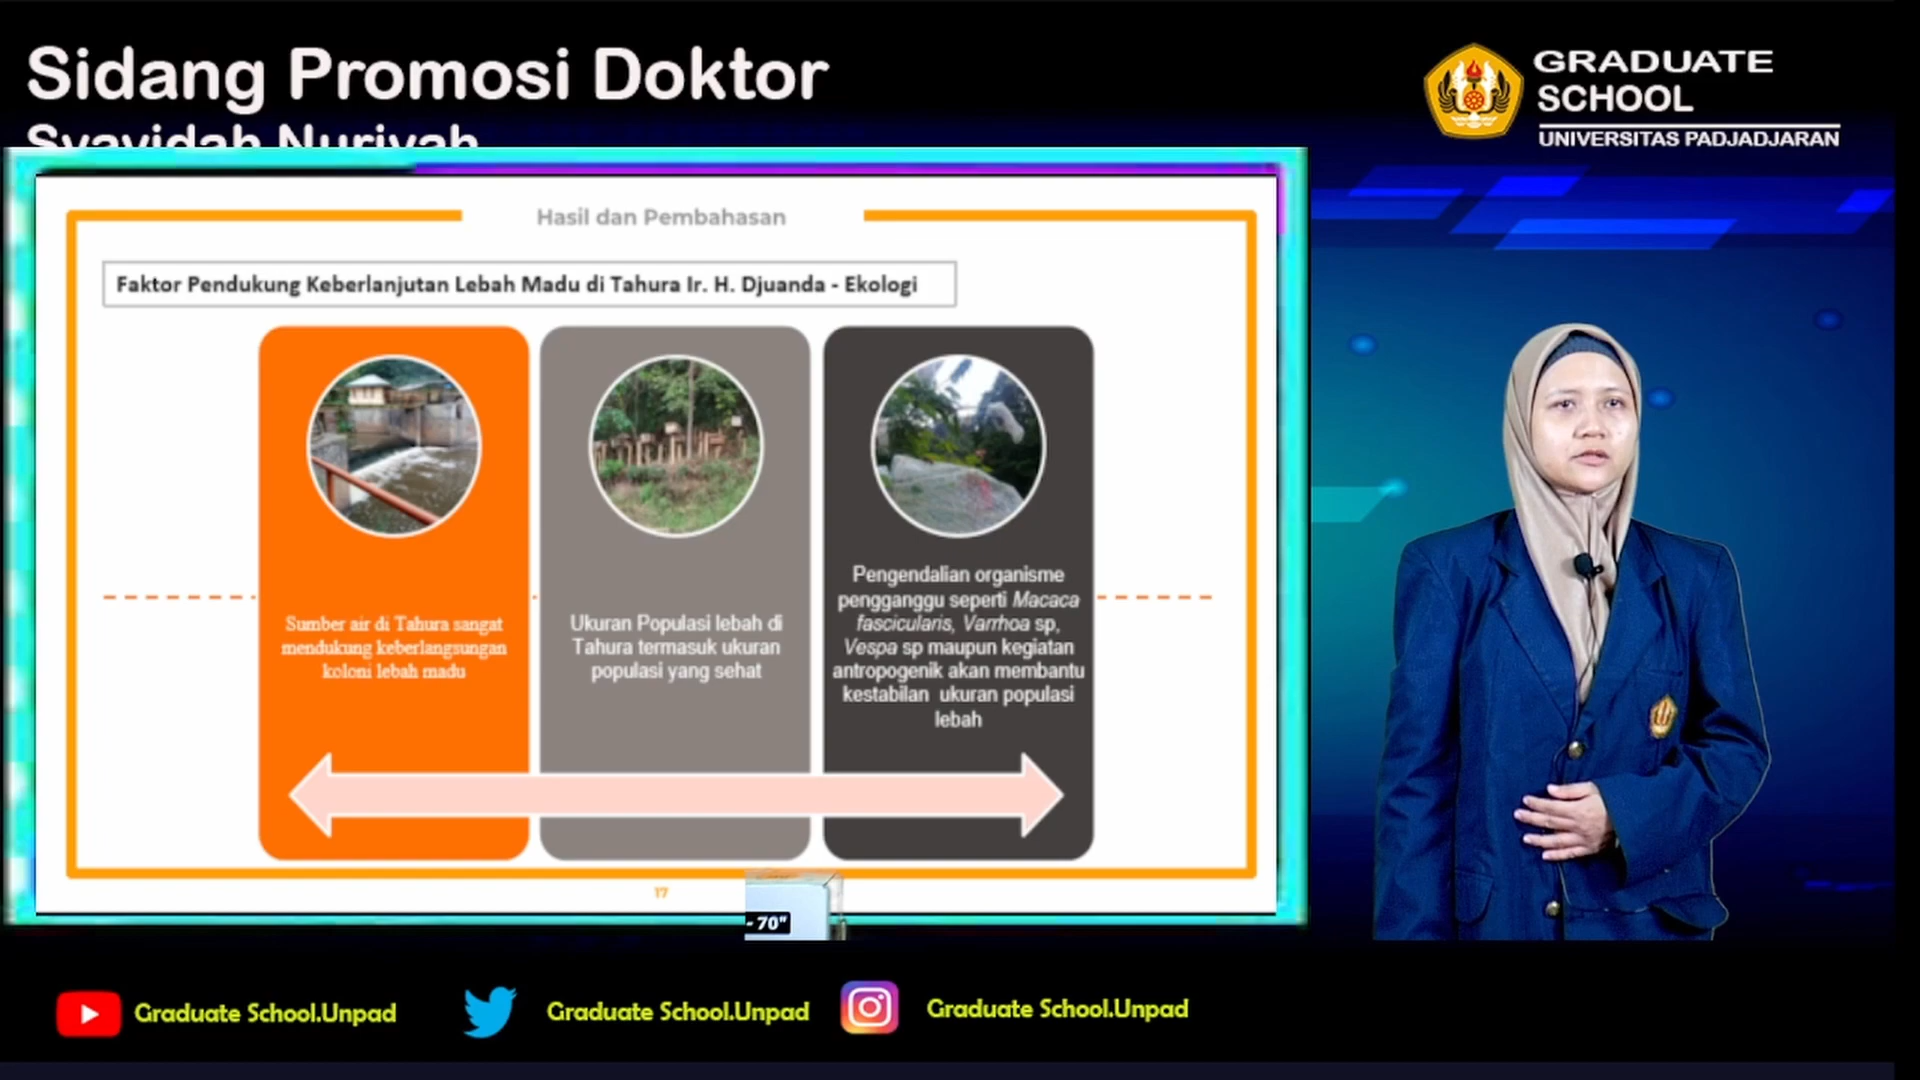 Sidang Promosi Doktor
Syayidah Nuriyah
GRADUATE
SCHOOL
UNIVERSITAS PADJADJARAN
Hasil dan Pembahasan
Faktor Pendukung Keberlanjutan Lebah Madu di Tahura Ir. H. Djuanda - Ekologi
Sumber air di Tahura sangat
mendukung keberlangsungan
koloni lebah madu
Ukuran Populasi lebah di
Tahura termasuk ukuran
populasi yang sehat
Pengendalian organisme
pengganggu seperti Macaca
fascicularis, Varrhoa sp,
Vespa sp maupun kegiatan
antropogenik akan membantu
kestabilan ukuran populasi
lebah
17
- 70"
Graduate School.Unpad
Graduate School.Unpad
Graduate School.Unpad